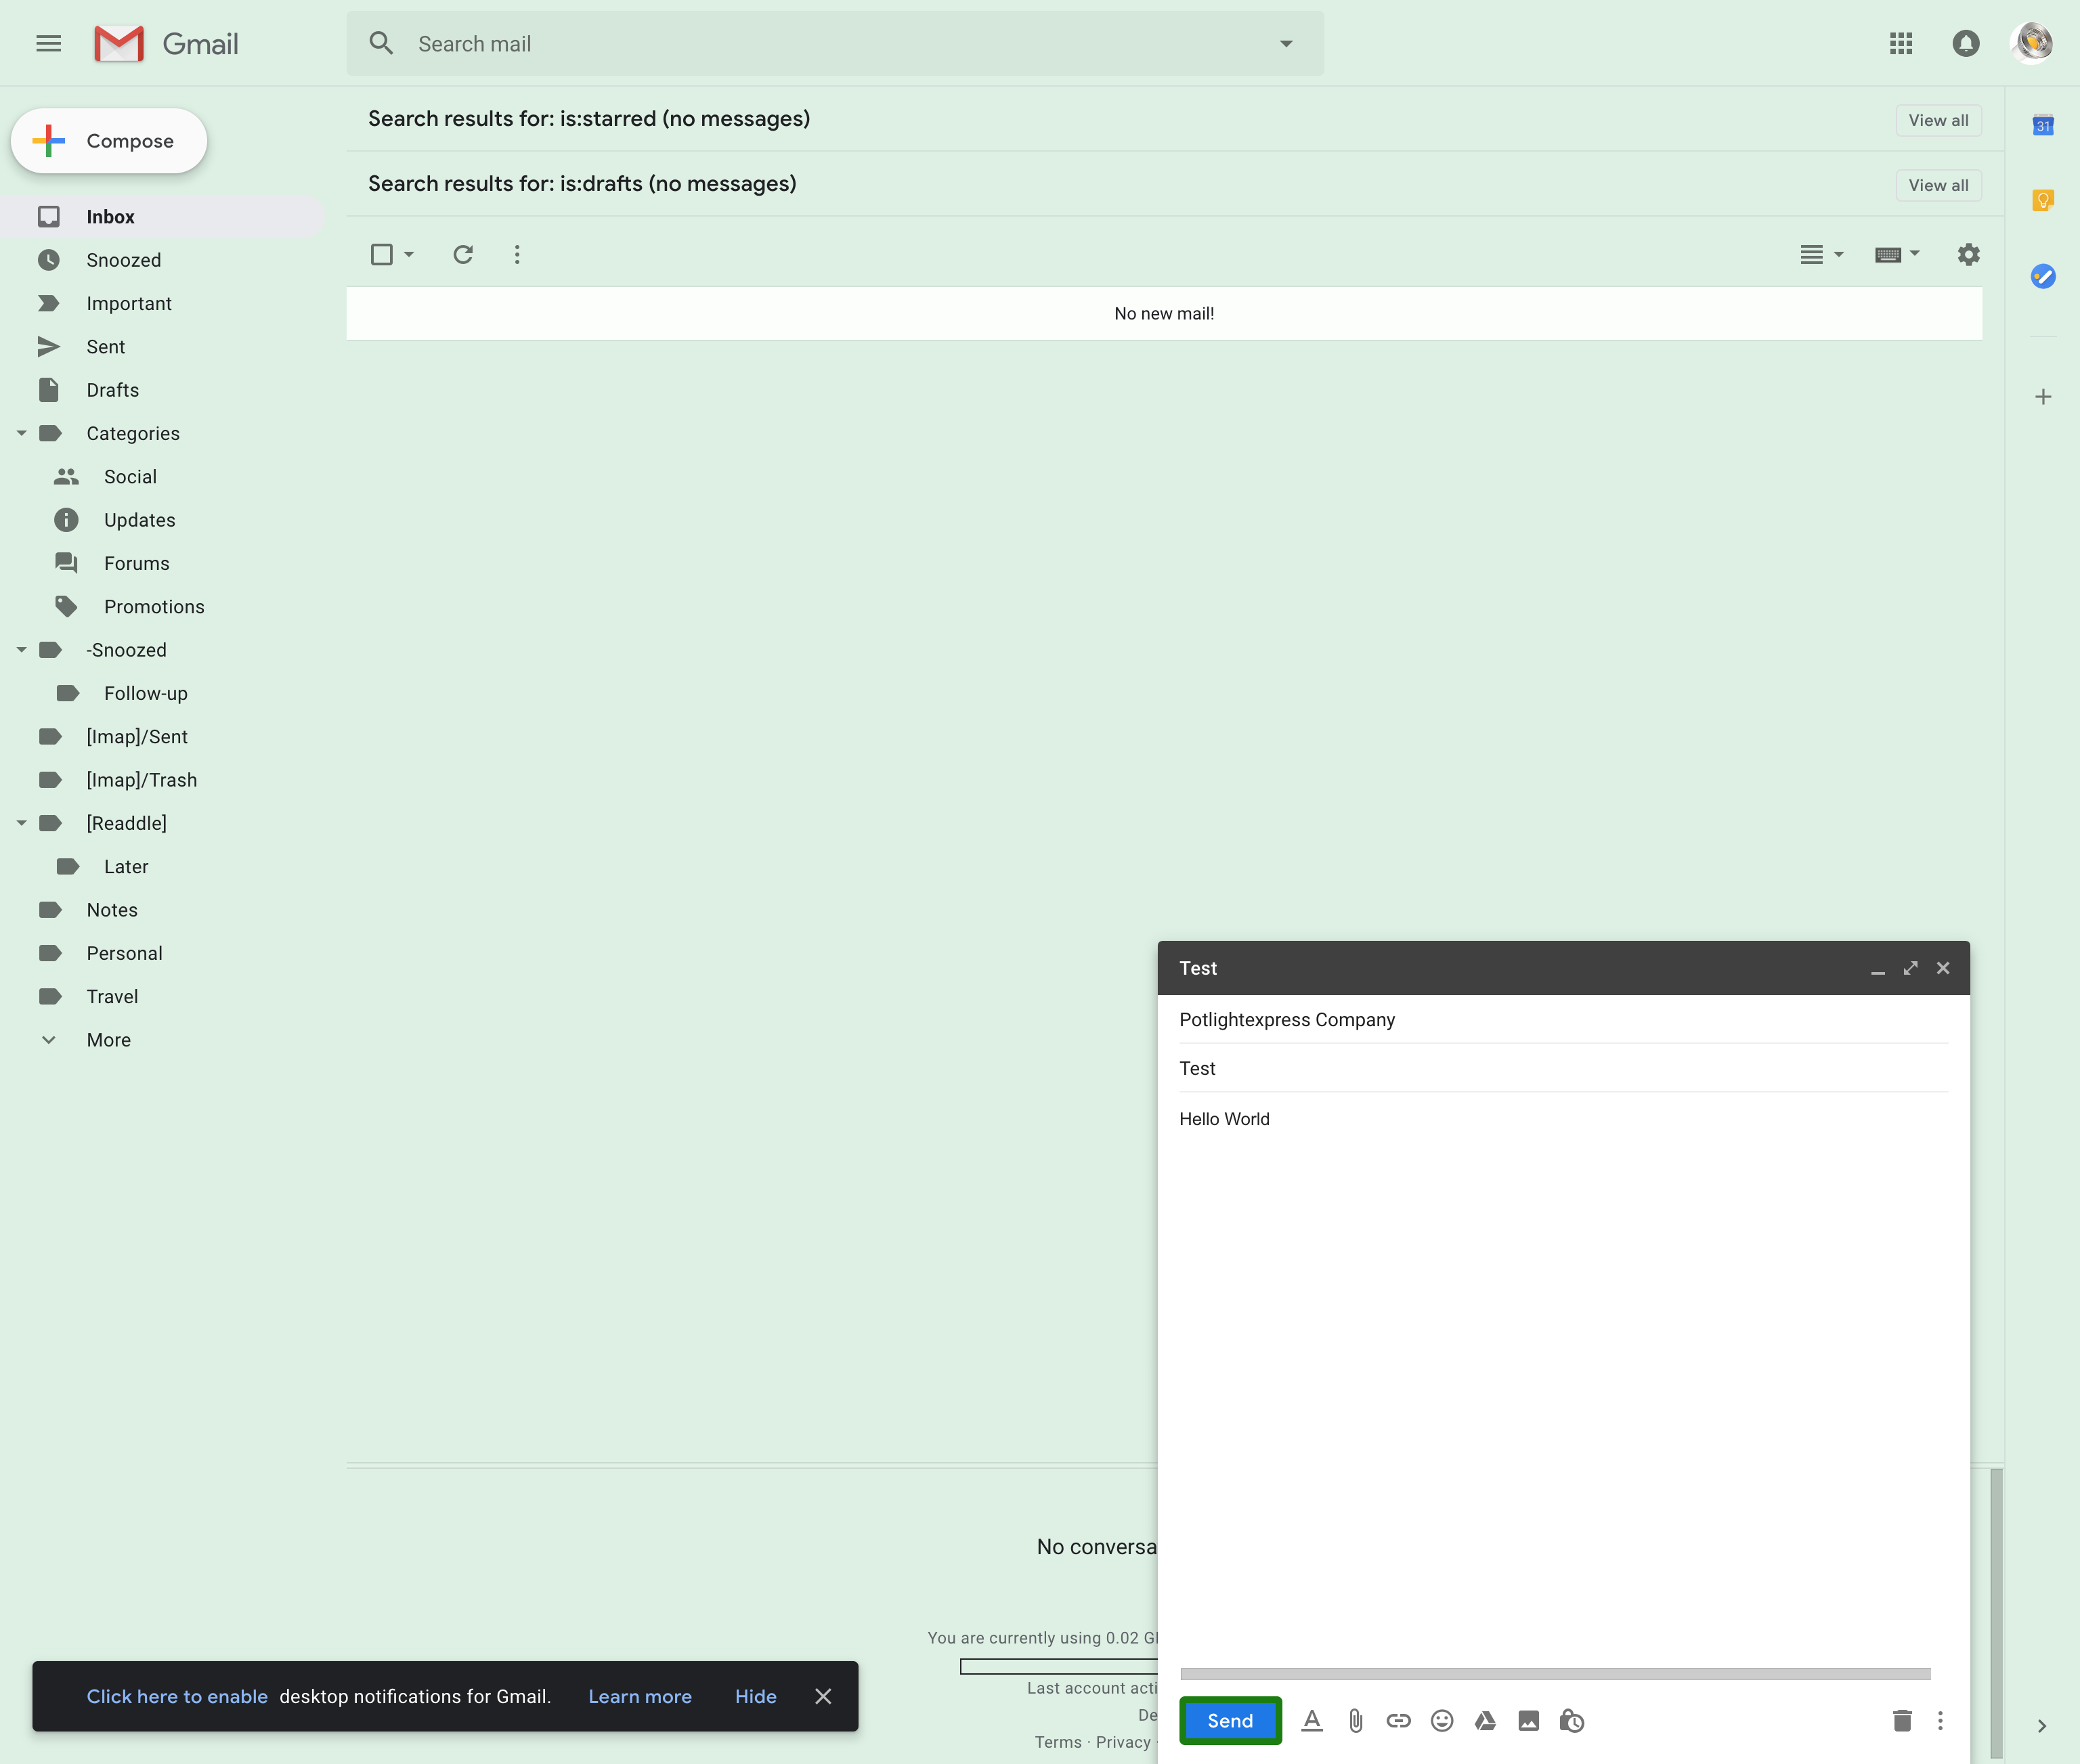 Gmail
Search mail
Compose
Inbox
Snoozed
Important
Sent
Drafts
Categories
Social
Updates
Forums
Promotions
-Snoozed
Follow-up
[Imap]/Sent
[Imap]/Trash
[Readdle]
Later
Notes
Personal
Travel
More
Search results for: is:starred (no messages)
View all
Search results for: is:drafts (no messages)
View all
No new mail!
31
Test
Potlightexpress Company
Test
Hello World
Send
No conversa
You are currently using 0.02 G
Last account acti
De
Terms · Privacy ·
Click here to enable desktop notifications for Gmail. Learn more Hide